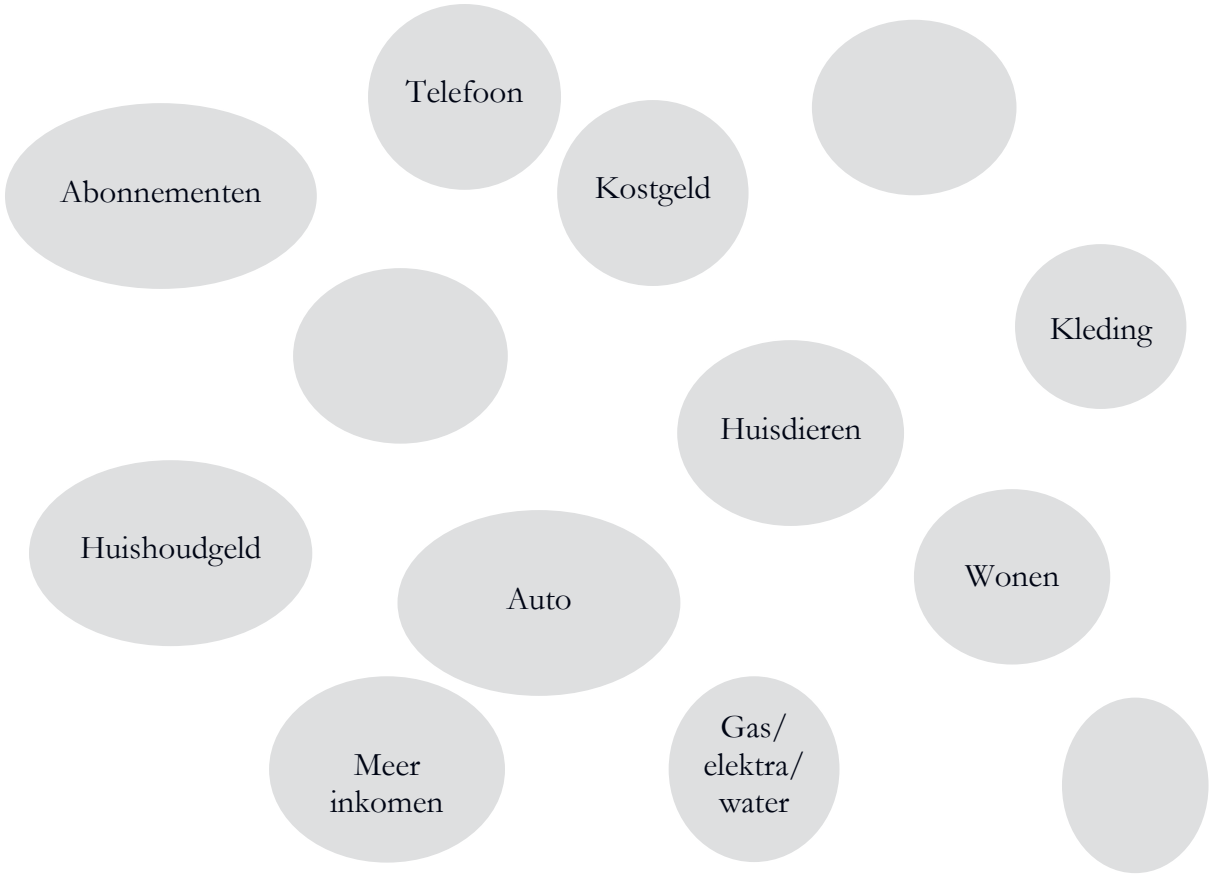 Telefoon
Abonnementen
Kostgeld
Kleding
Huisdieren
Huishoudgeld
Auto
Wonen
Meer
inkomen
Gas/
elektra/
water